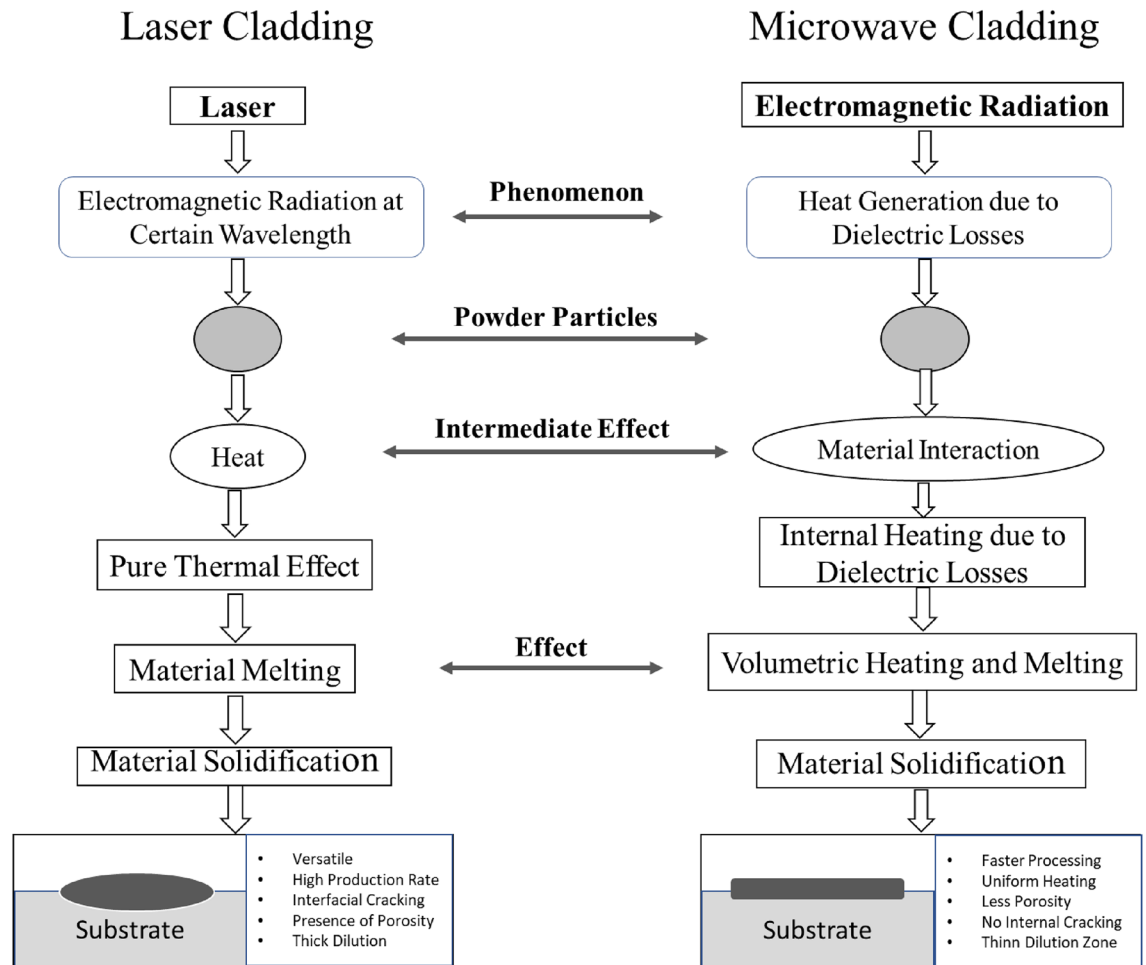 Laser Cladding
Microwave Cladding
Laser
Electromagnetic Radiation
Electromagnetic Radiation at
Certain Wavelength
Phenomenon
Heat Generation due to
Dielectric Losses
Powder Particles
Heat
Intermediate Effect
Material Interaction
Pure Thermal Effect
Internal Heating due to
Dielectric Losses
Material Melting
Effect
Volumetric Heating and Melting
Material Solidification
Material Solidification
Substrate
• Versatile
• High Production Rate
• Interfacial Cracking
• Presence of Porosity
• Thick Dilution
Substrate
• Faster Processing
• Uniform Heating
• Less Porosity
• No Internal Cracking
• Thinn Dilution Zone